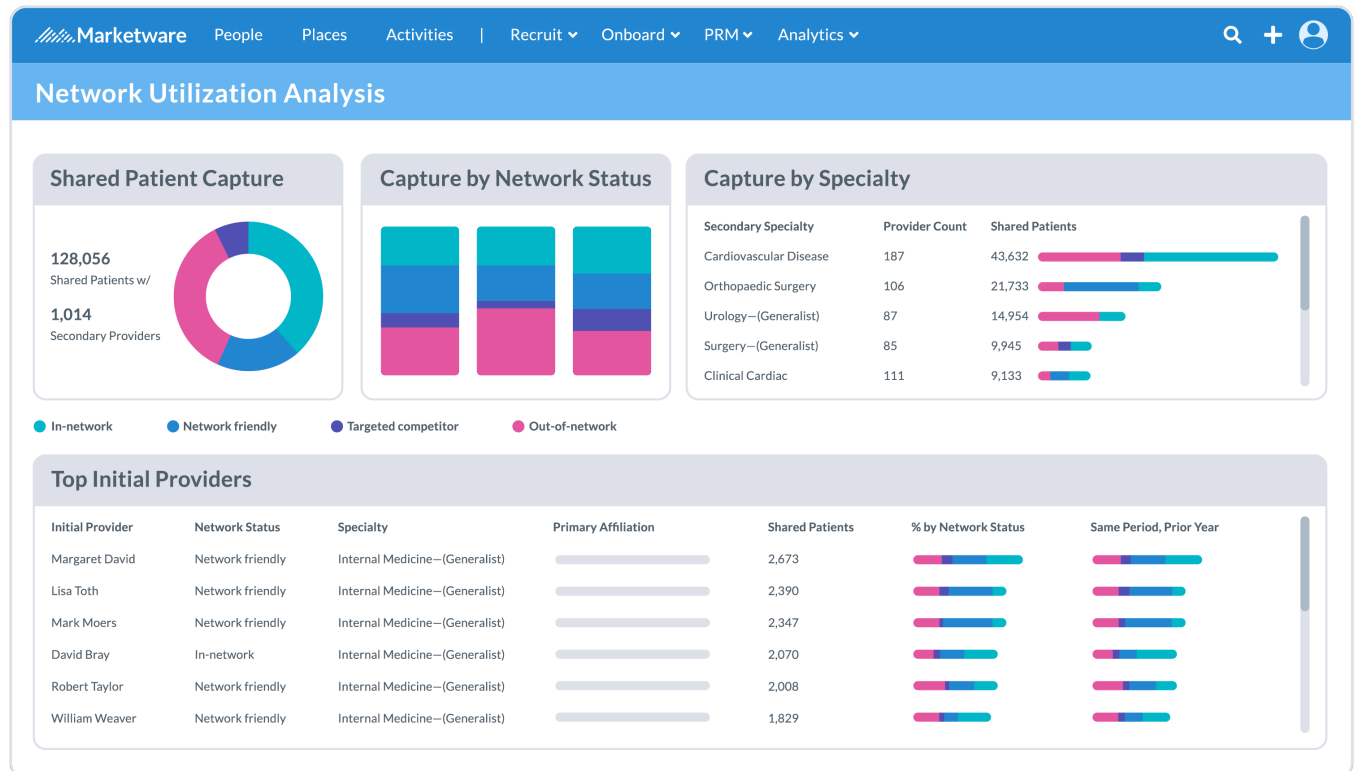 Marketware People Places Activities | Recruit Onboard PRM Analytics
Network Utilization Analysis
Shared Patient Capture
128,056
Shared Patients w/
1,014
Secondary Providers
Capture by Network Status
Capture by Specialty
Secondary Specialty Provider Count Shared Patients
Cardiovascular Disease 187 43,632
Orthopaedic Surgery 106 21,733
Urology—(Generalist) 87 14,954
Surgery—(Generalist) 85 9,945
Clinical Cardiac 111 9,133
In-network Network friendly Targeted competitor Out-of-network
Top Initial Providers
Initial Provider Network Status Specialty Primary Affiliation Shared Patients % by Network Status Same Period, Prior Year
Margaret David Network friendly Internal Medicine—(Generalist) 2,673
Lisa Toth Network friendly Internal Medicine—(Generalist) 2,390
Mark Moers Network friendly Internal Medicine—(Generalist) 2,347
David Bray In-network Internal Medicine—(Generalist) 2,070
Robert Taylor Network friendly Internal Medicine—(Generalist) 2,008
William Weaver Network friendly Internal Medicine—(Generalist) 1,829